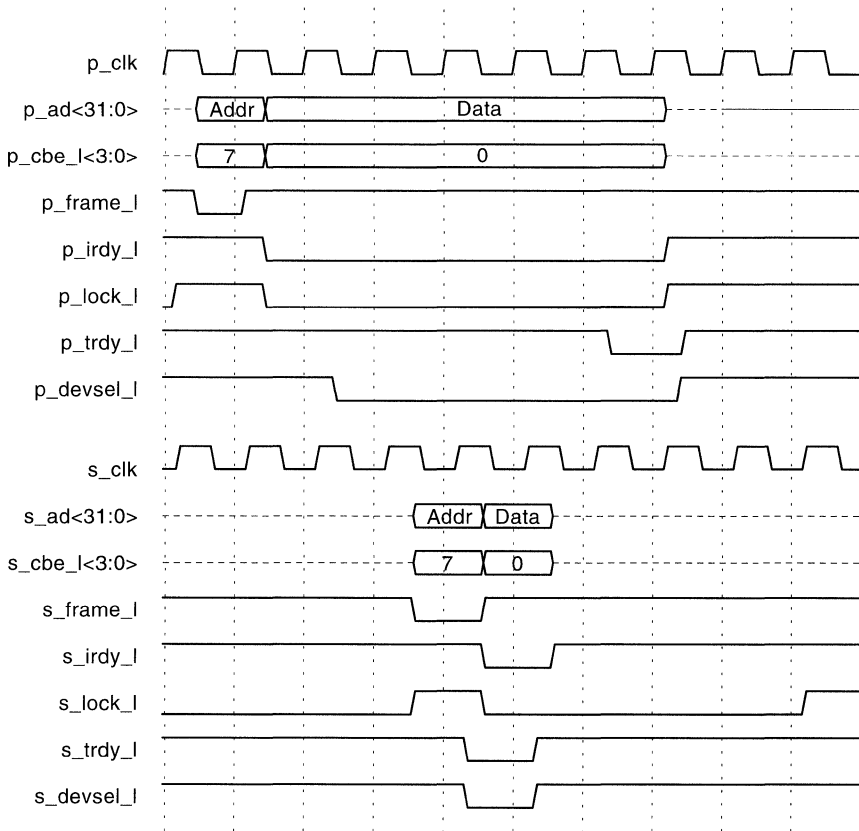 p_clk
p_ad<31:0> Addr Data
p_cbe_l<3:0> 7 0
p_frame_l
p_irdy_l
p_lock_l
p_trdy_l
p_devsel_l
s_clk
s_ad<31:0> Addr Data
s_cbe_l<3:0> 7 0
s_frame_l
s_irdy_l
s_lock_l
s_trdy_l
s_devsel_l